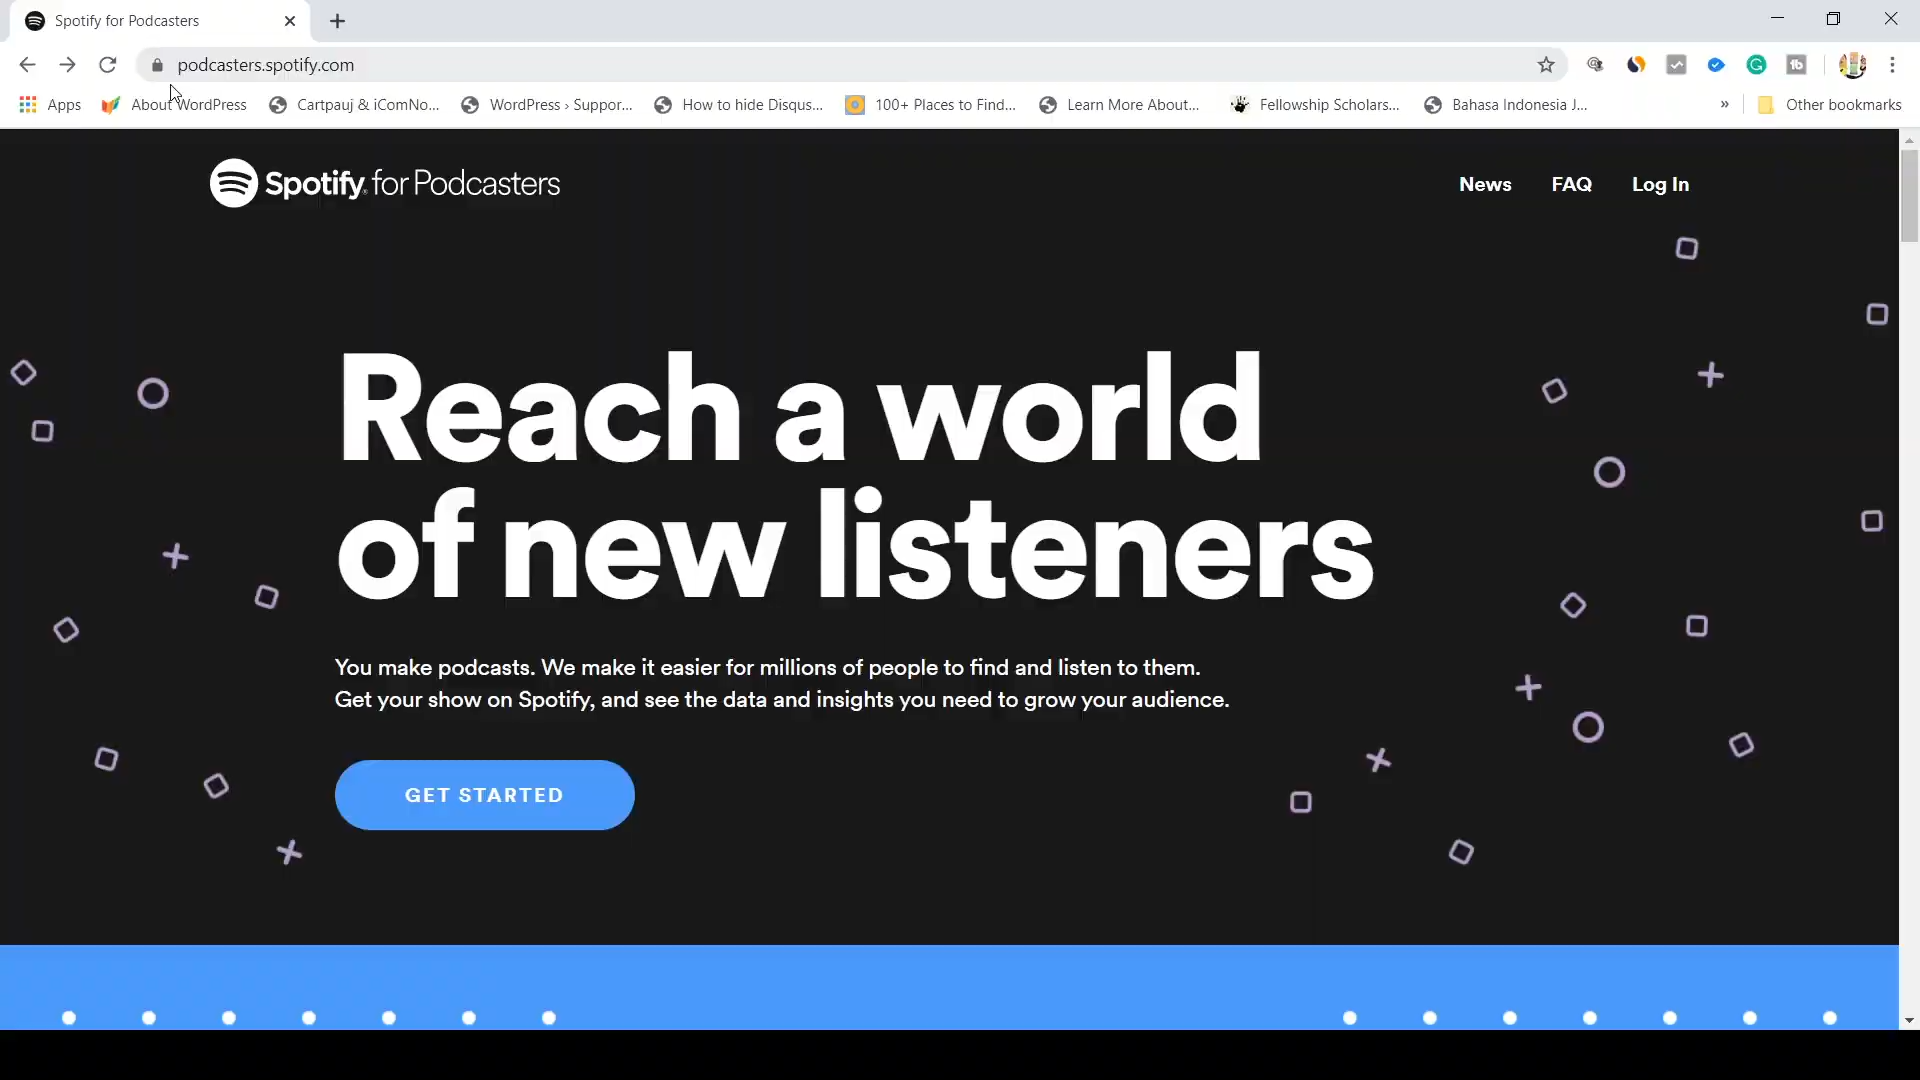 Spotify for Podcasters
podcasters.spotify.com
Apps About WordPress Cartpauj & iComNo... WordPress › Suppor... How to hide Disqus... 100+ Places to Find... Learn More About... Fellowship Scholars... Bahasa Indonesia J... » Other bookmarks
Spotify for Podcasters News FAQ Log In
Reach a world
of new listeners
You make podcasts. We make it easier for millions of people to find and listen to them.
Get your show on Spotify, and see the data and insights you need to grow your audience.
GET STARTED